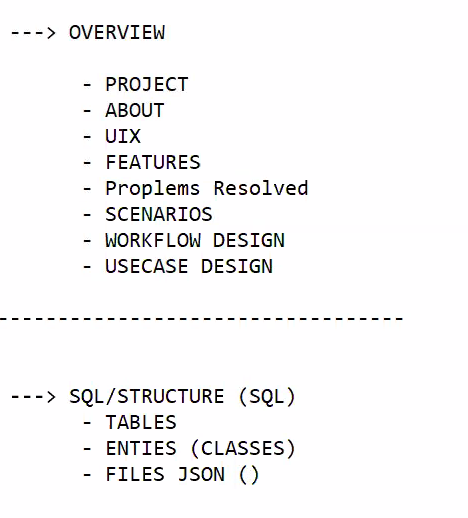 ---> OVERVIEW
- PROJECT
- ABOUT
- UIX
- FEATURES
- Proplems Resolved
- SCENARIOS
- WORKFLOW DESIGN
- USECASE DESIGN
----------------------------------
---> SQL/STRUCTURE (SQL)
- TABLES
- ENTIES (CLASSES)
- FILES JSON ()